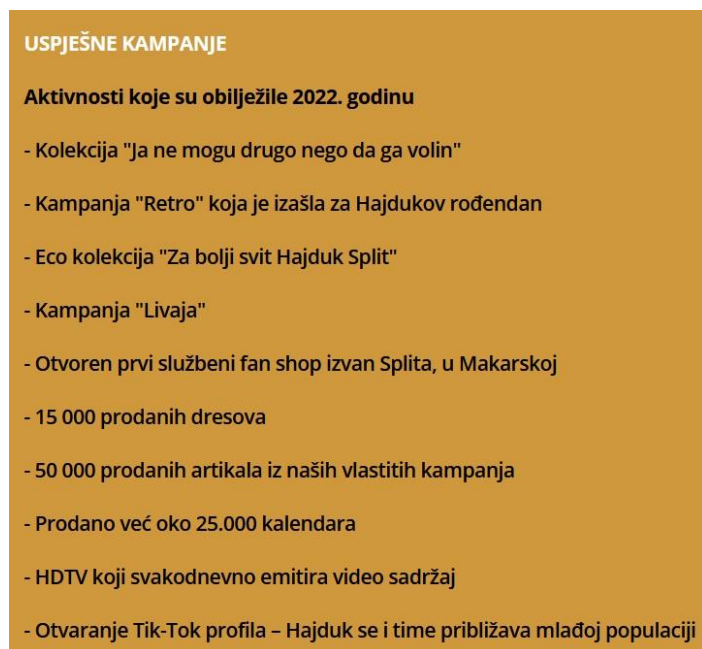 USPJEŠNE KAMPANJE
Aktivnosti koje su obilježile 2022. godinu
- Kolekcija "Ja ne mogu drugo nego da ga volin"
- Kampanja "Retro" koja je izašla za Hajdukov rođendan
- Eco kolekcija "Za bolji svit Hajduk Split"
- Kampanja "Livaja"
- Otvoren prvi službeni fan shop izvan Splita, u Makarskoj
- 15 000 prodanih dresova
- 50 000 prodanih artikala iz naših vlastitih kampanja
- Prodano već oko 25.000 kalendara
- HDTV koji svakodnevno emitira video sadržaj
- Otvaranje Tik-Tok profila – Hajduk se i time približava mlađoj populaciji